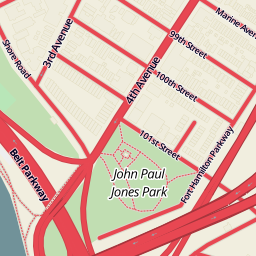 Marine Aven
99th Street
3rd Avenue
Shore Road
4th Avenue
100th Street
101st Street
Fort Hamilton Parkway
Belt Parkway
John Paul
Jones Park